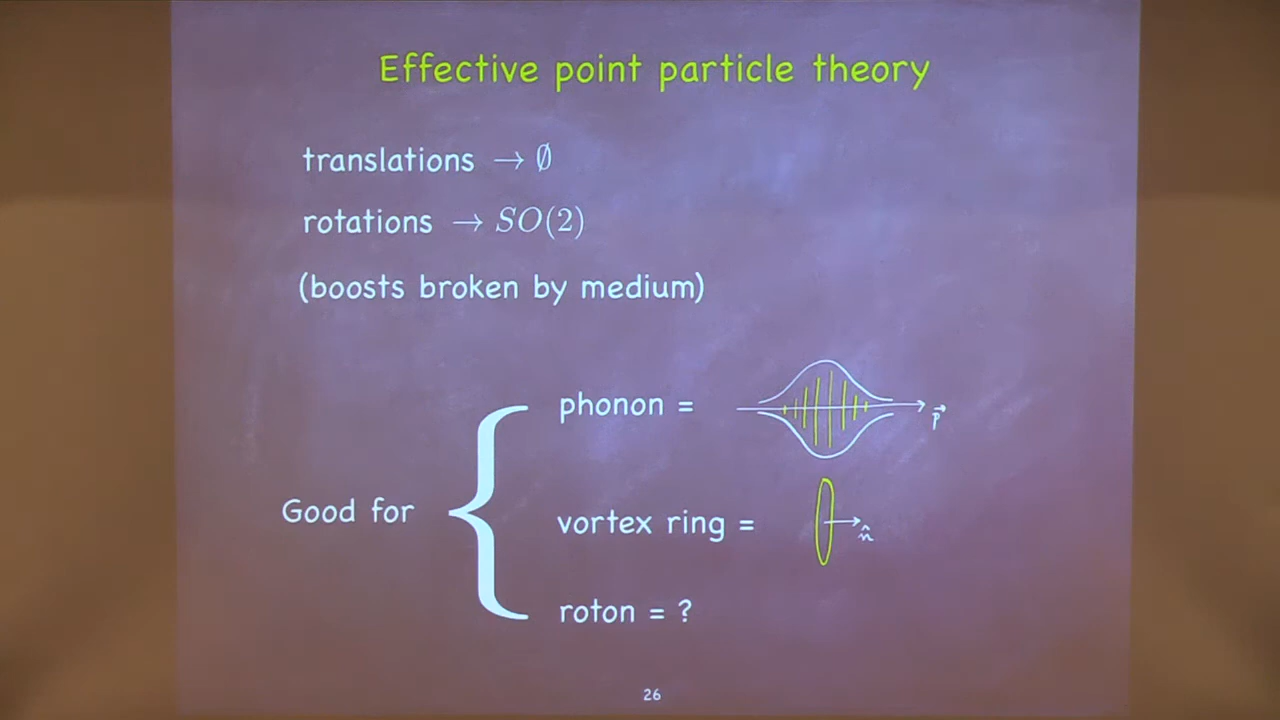 Effective point particle theory
translations → ∅
rotations → SO(2)
(boosts broken by medium)
Good for
phonon =
p⃗
vortex ring =
n̂
roton = ?
26